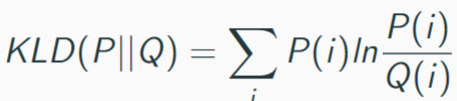 KLD(P||Q) = ∑_i P(i)ln P(i)/Q(i)